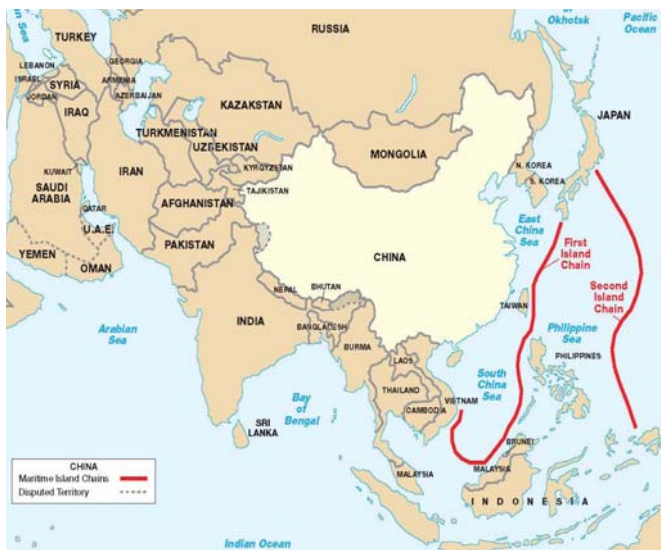 an Sea
of
Okhotsk
Pacific
Ocean
RUSSIA
TURKEY
GEORGIA
LEBANON
ISRAEL
SYRIA
ARMENIA
AZERBAIJAN
JORDAN
IRAQ
KAZAKSTAN
JAPAN
TURKMENISTAN
UZBEKISTAN
MONGOLIA
N. KOREA
KYRGYZSTAN
S. KOREA
KUWAIT
IRAN
TAJIKISTAN
SAUDI
ARABIA
AFGHANISTAN
QATAR
East
China
Sea
U.A.E.
PAKISTAN
CHINA
First
Island
Chain
YEMEN
OMAN
NEPAL
BHUTAN
Second
Island
Chain
TAIWAN
INDIA
BANGLADESH
Arabian
Sea
BURMA
Philippine
Sea
LAOS
PHILIPPINES
South
China
Sea
THAILAND
VIETNAM
Bay
of
Bengal
CAMBODIA
SRI
LANKA
BRUNEI
MALAYSIA
MALAYSIA
CHINA
Maritime Island Chains
Disputed Territory
INDONESIA
Indian Ocean